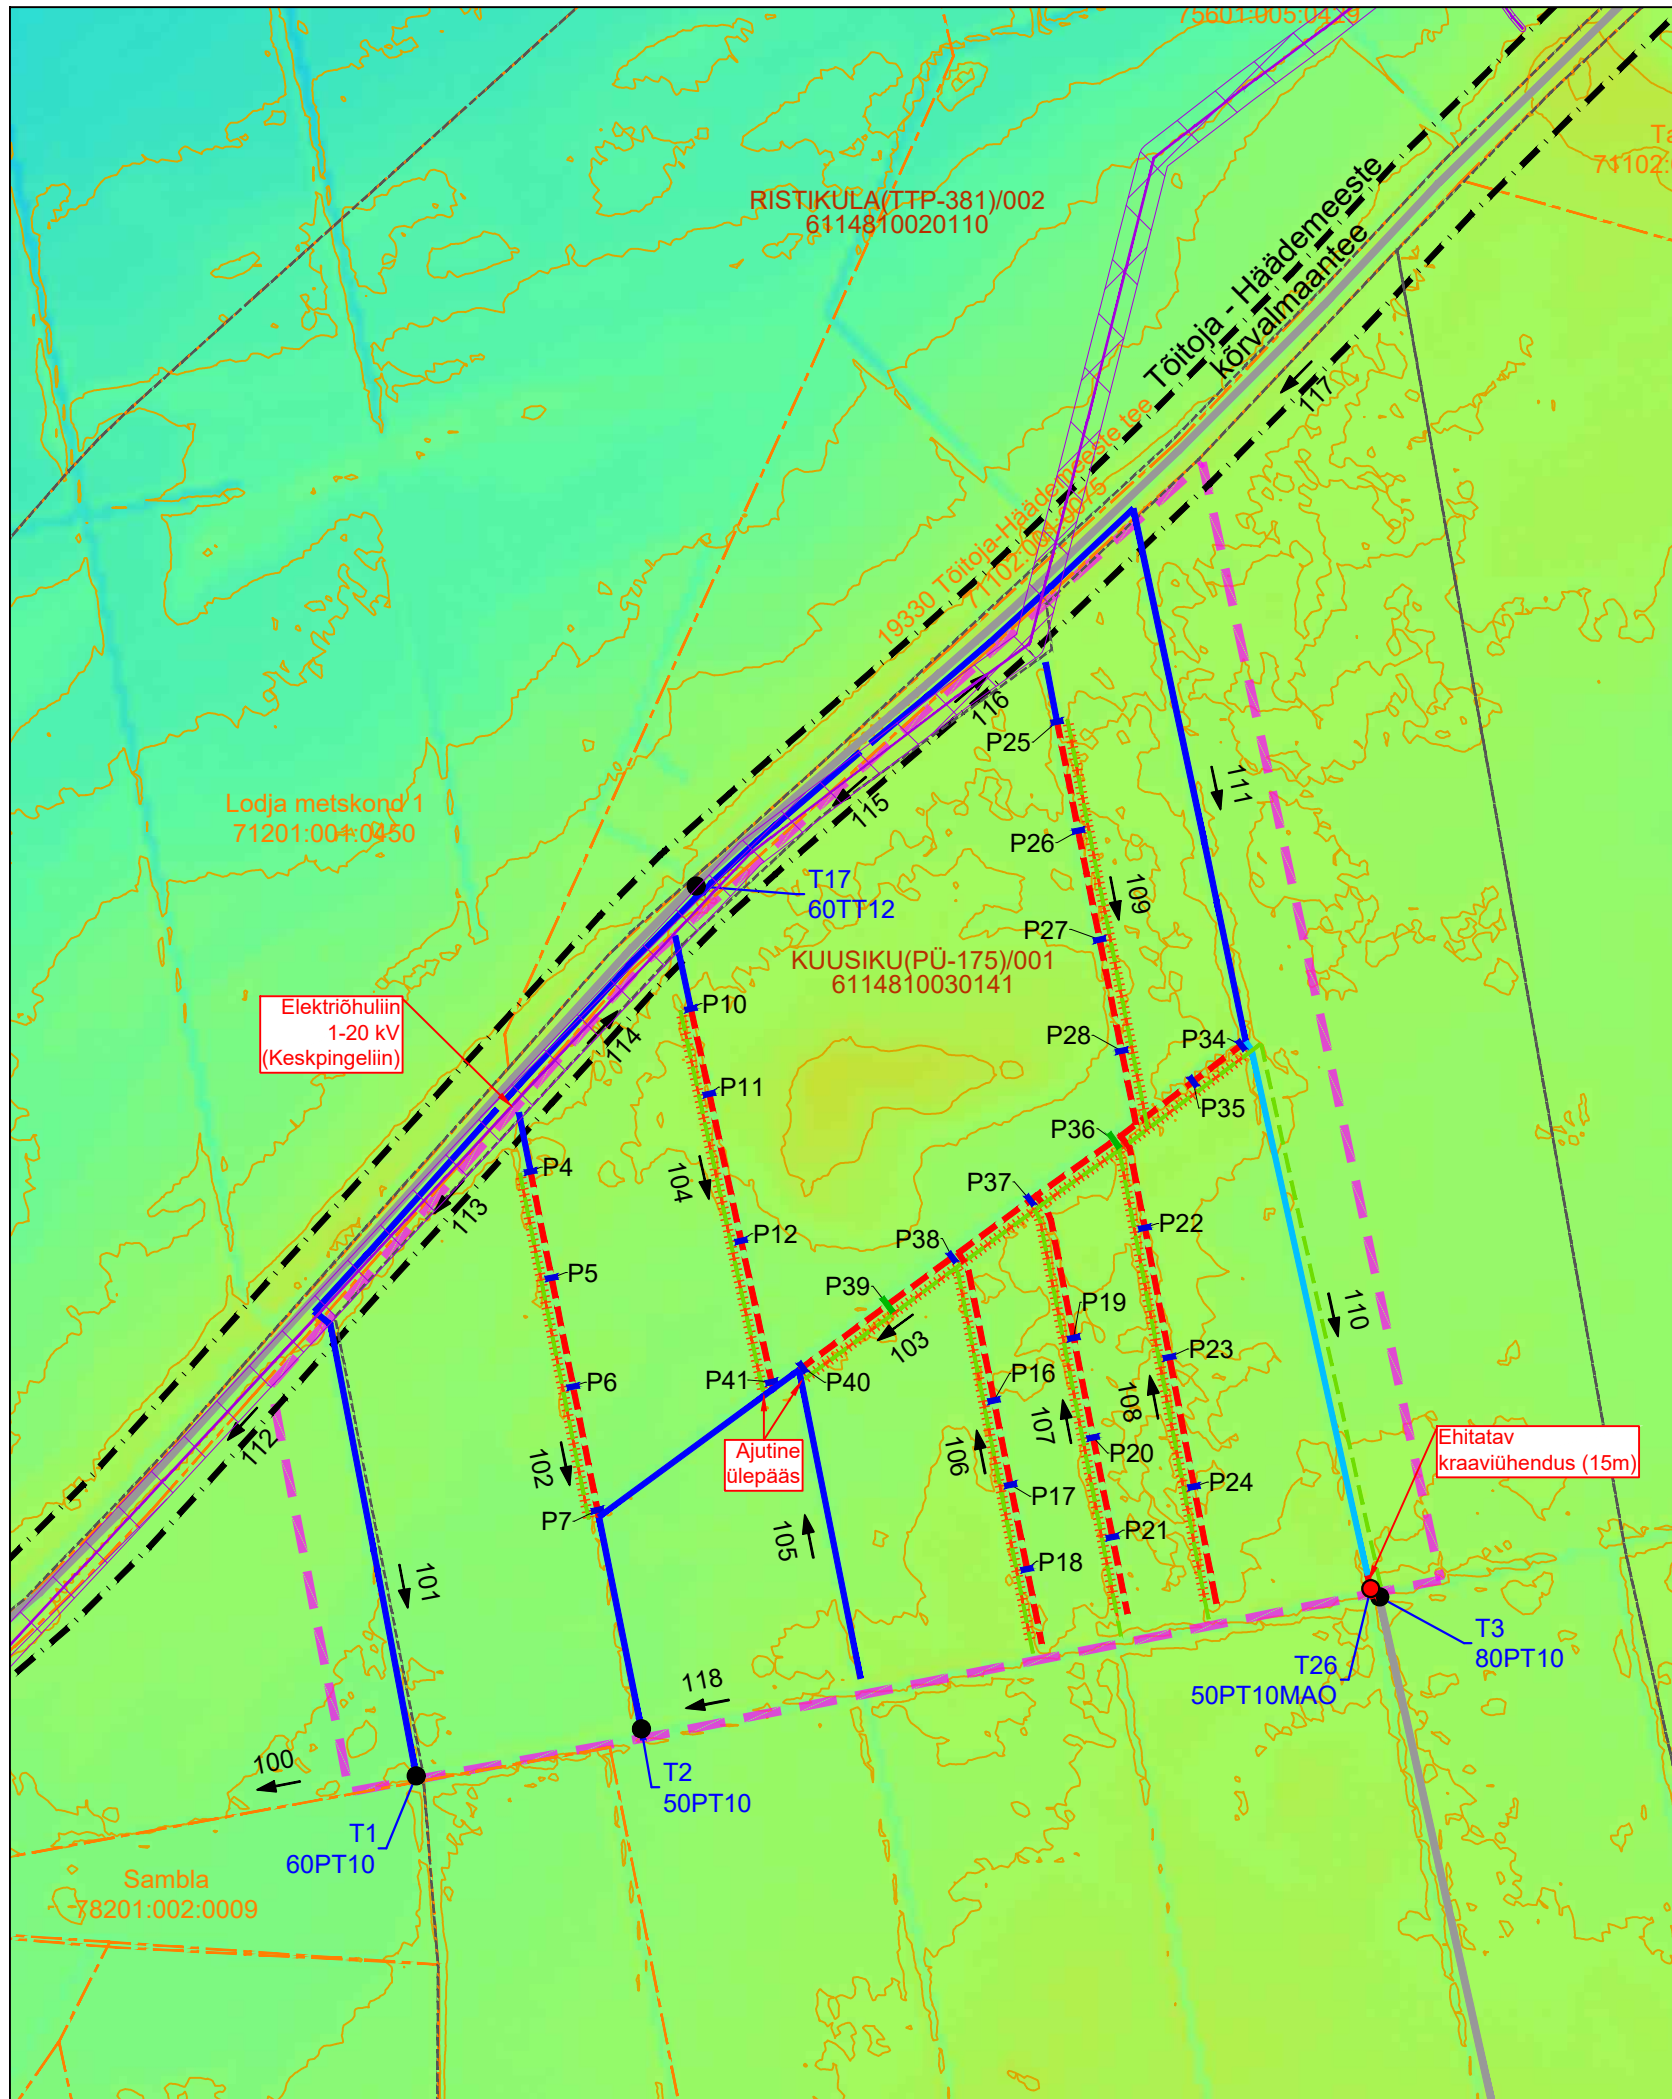 75601:005:0429
RISTIKULA(TTP-381)/002
6114810020110
Tõitoja - Häädemeeste
kõrvalmaantee
117
19330 Tõitoja-Häädemeeste tee
Lodja metskond 1
71201:001:0450
116
P25
111
115
P26
T17
60TT12
109
P27
KUUSIKU(PÜ-175)/001
6114810030141
Elektriõhuliin
1-20 kV
(Keskpingeliin)
P10
114
P28
P34
P11
P35
P36
P4
104
P37
113
P12
P22
P38
P5
P39
110
103
P19
P23
P6
P41
P40
P16
108
107
112
Ajutine
ülepääs
Ehitatav
kraaviühendus (15m)
102
106
P20
P17
P24
P7
105
P21
101
P18
T3
80PT10
T26
50PT10MAO
118
100
T2
50PT10
T1
60PT10
Sambla
78201:002:0009